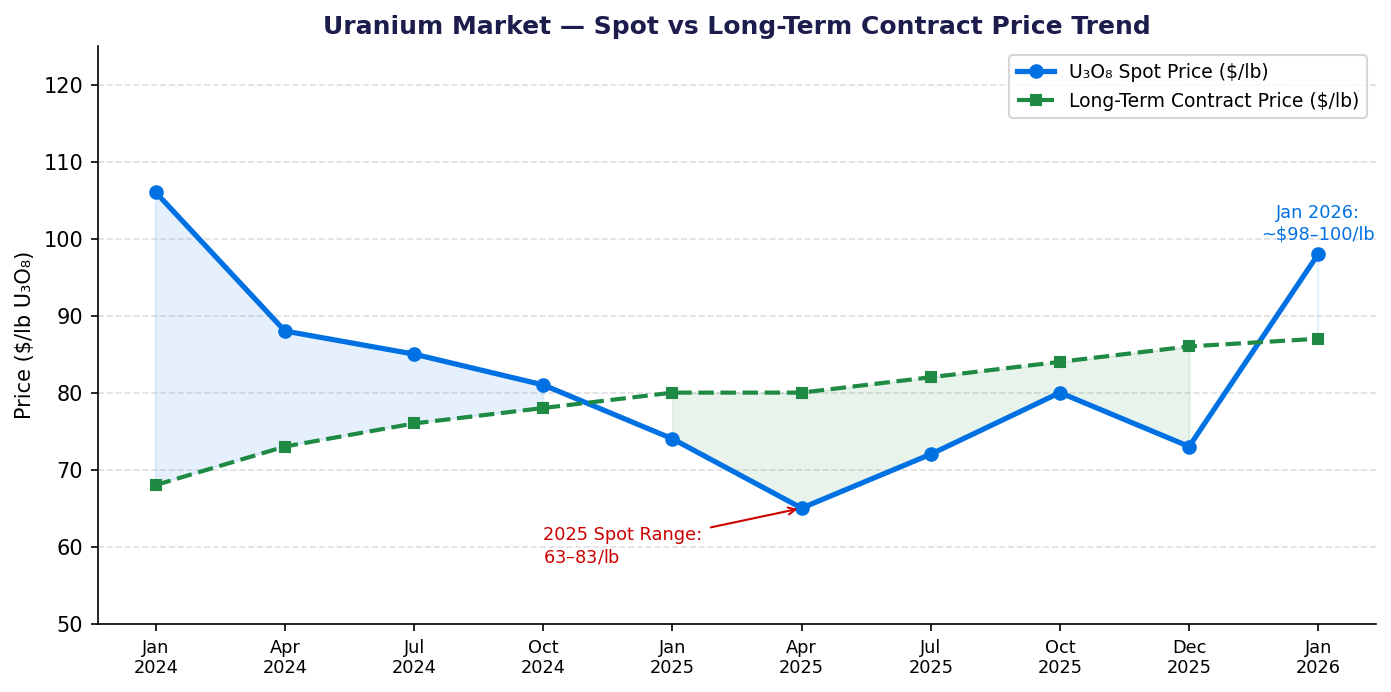 Uranium Market — Spot vs Long-Term Contract Price Trend
U₃O₈ Spot Price ($/lb)
Long-Term Contract Price ($/lb)
Price ($/lb U₃O₈)
120
110
100
90
80
70
60
50
Jan 2026:
~$98–100/lb
2025 Spot Range:
63–83/lb
Jan
2024
Apr
2024
Jul
2024
Oct
2024
Jan
2025
Apr
2025
Jul
2025
Oct
2025
Dec
2025
Jan
2026